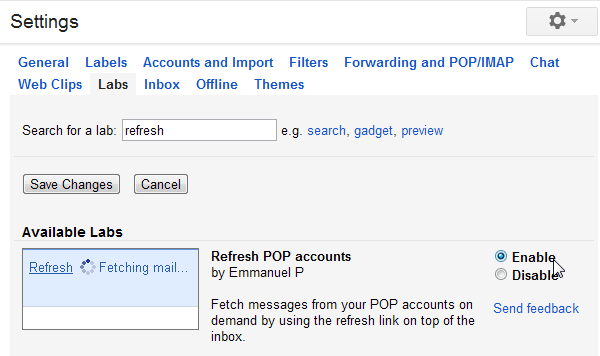 Settings
General Labels Accounts and Import Filters Forwarding and POP/IMAP Chat
Web Clips Labs Inbox Offline Themes
Search for a lab: refresh e.g. search, gadget, preview
Save Changes Cancel
Available Labs
Refresh Fetching mail...
Refresh POP accounts
by Emmanuel P
Fetch messages from your POP accounts on
demand by using the refresh link on top of the
inbox.
Enable
Disable
Send feedback